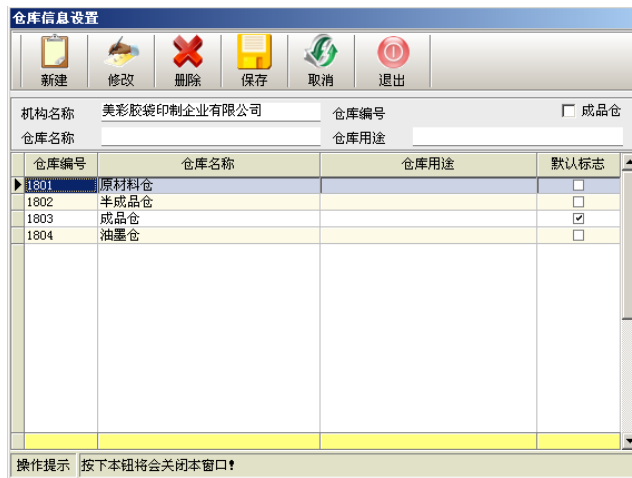 仓库信息设置
新建 修改 删除 保存 取消 退出
机构名称 美彩胶袋印制企业有限公司 仓库编号 成品仓
仓库名称 仓库用途
仓库编号 仓库名称 仓库用途 默认标志
1801 原材料仓
1802 半成品仓
1803 成品仓
1804 油墨仓
操作提示 按下本钮将会关闭本窗口!